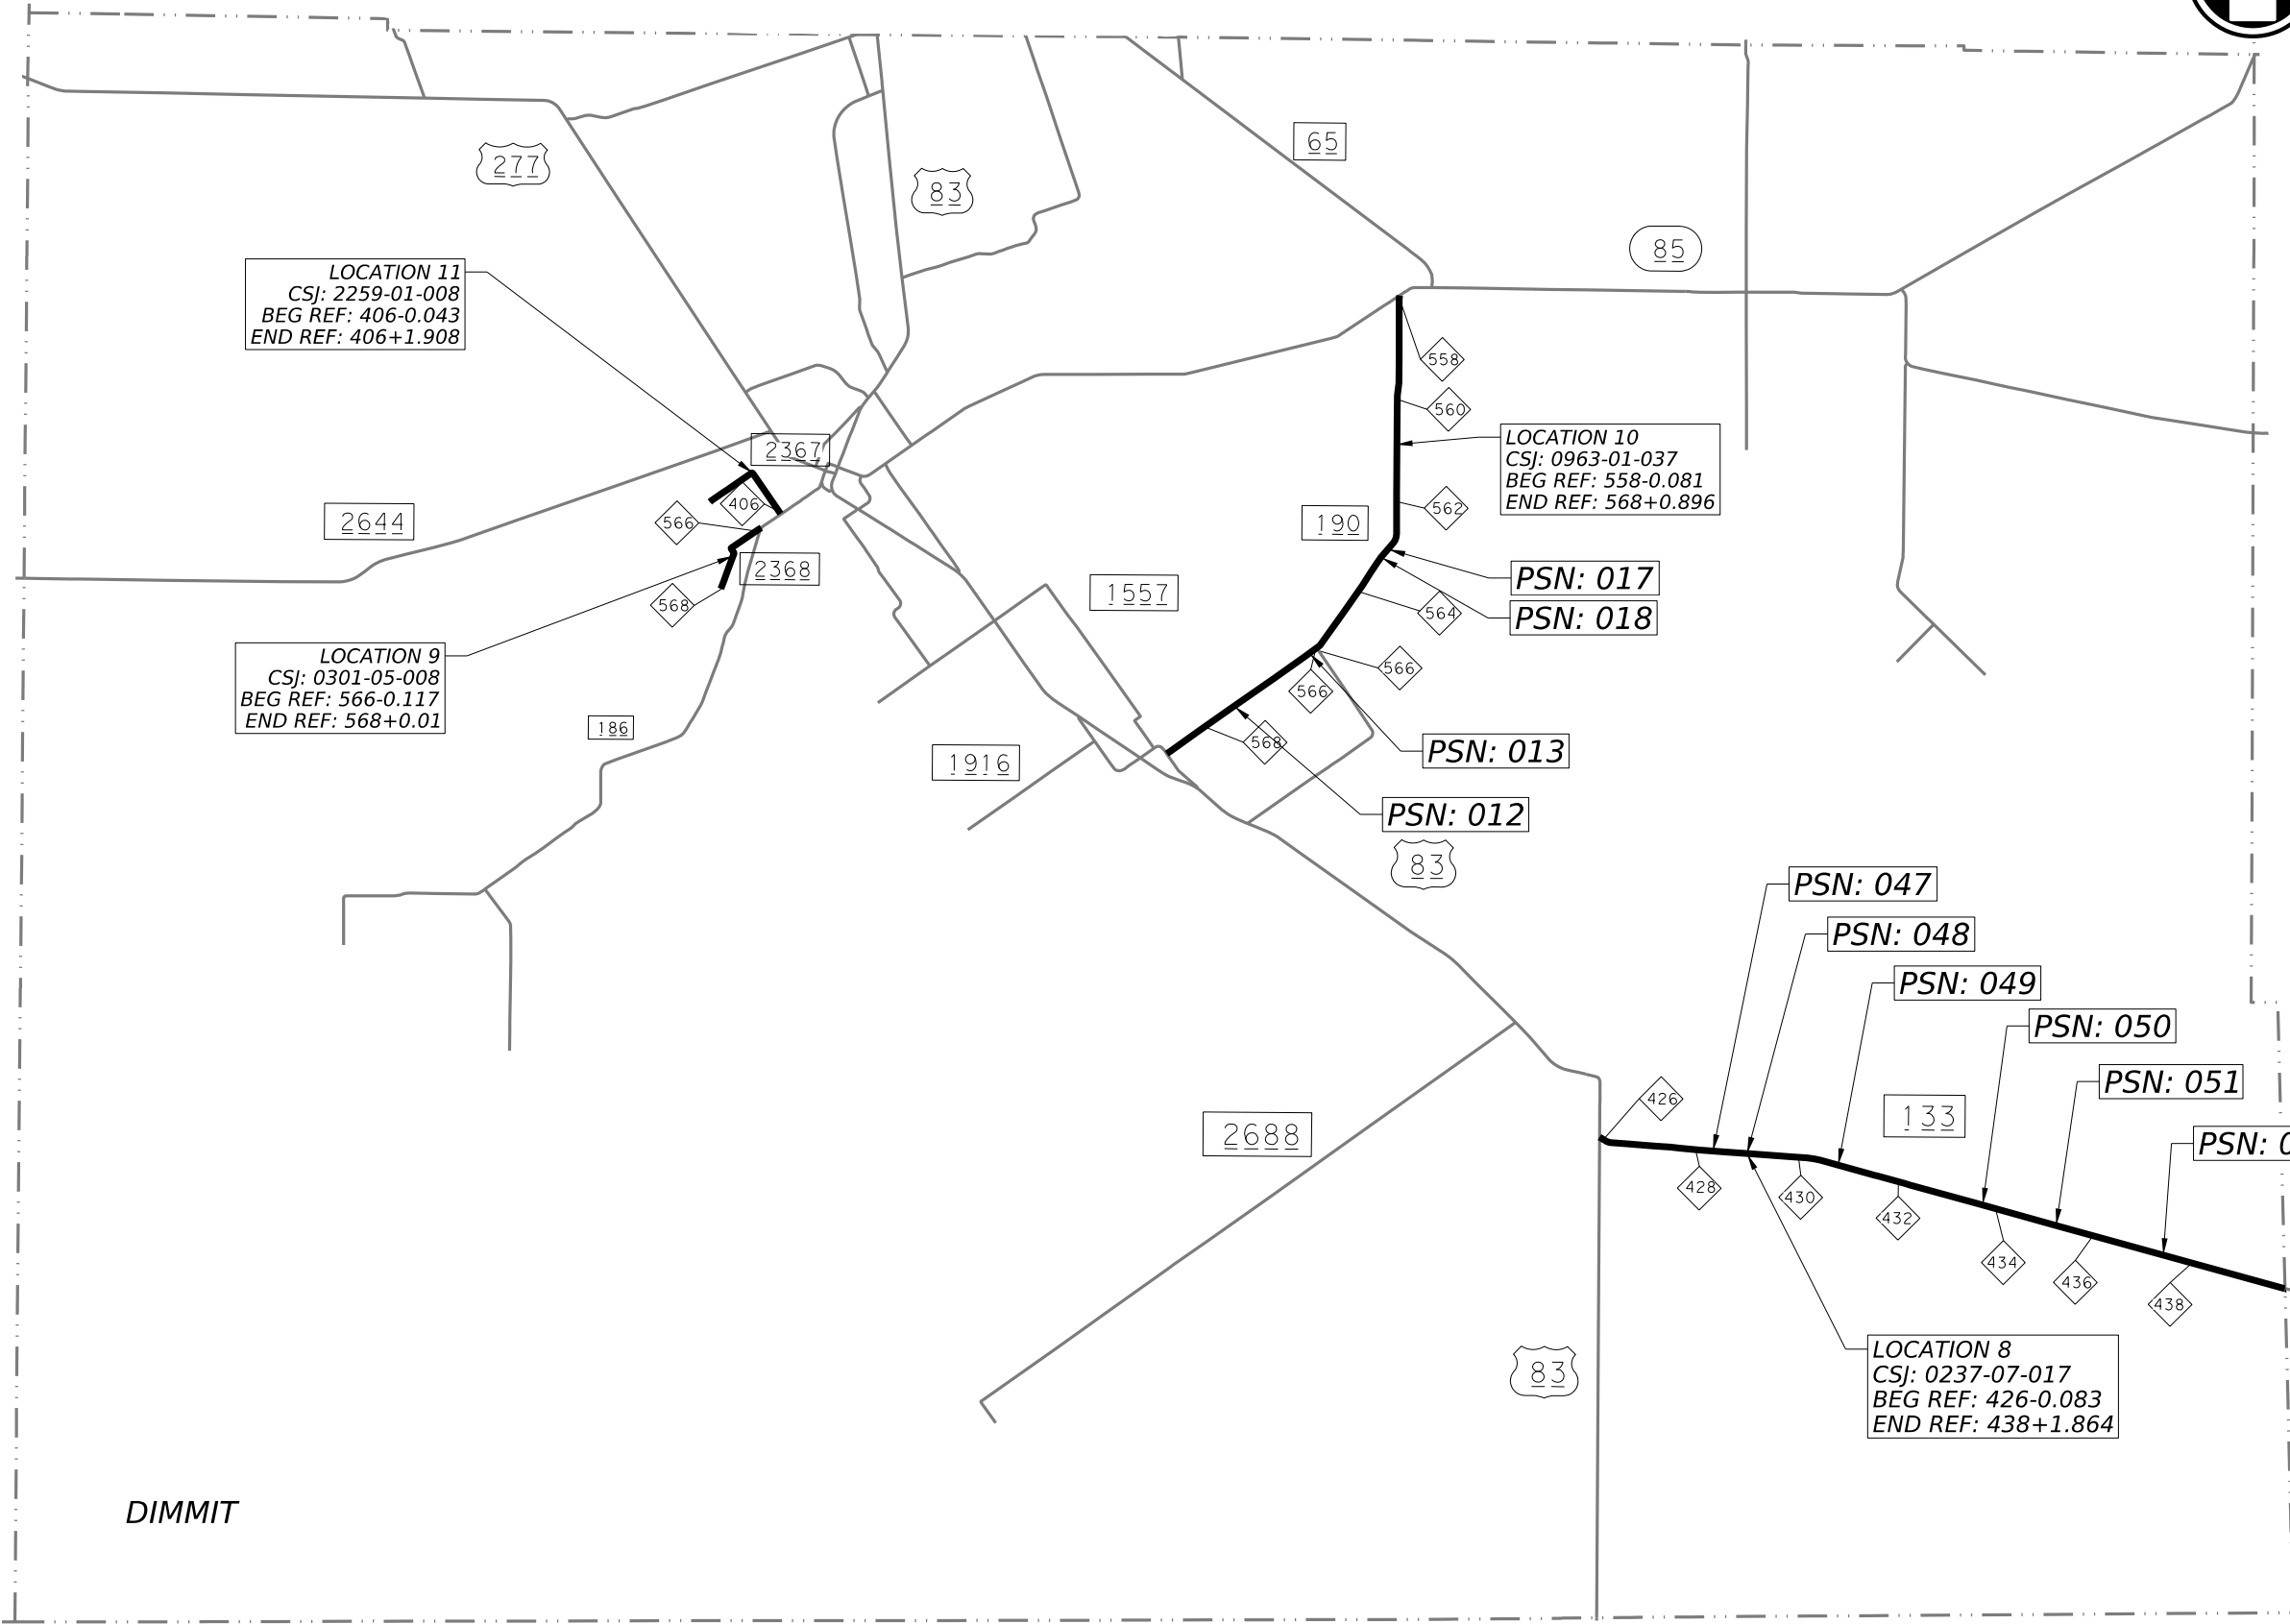 65
277
83
85
LOCATION 11
CSJ: 2259-01-008
BEG REF: 406-0.043
END REF: 406+1.908
558
560
2367
LOCATION 10
CSJ: 0963-01-037
BEG REF: 558-0.081
END REF: 568+0.896
406
562
566
2644
190
2368
PSN: 017
1557
568
564
PSN: 018
LOCATION 9
CSJ: 0301-05-008
BEG REF: 566-0.117
END REF: 568+0.01
566
566
186
568
PSN: 013
1916
PSN: 012
83
PSN: 047
PSN: 048
PSN: 049
PSN: 050
PSN: 051
426
133
2688
PSN:
428
430
432
434
436
438
83
LOCATION 8
CSJ: 0237-07-017
BEG REF: 426-0.083
END REF: 438+1.864
DIMMIT